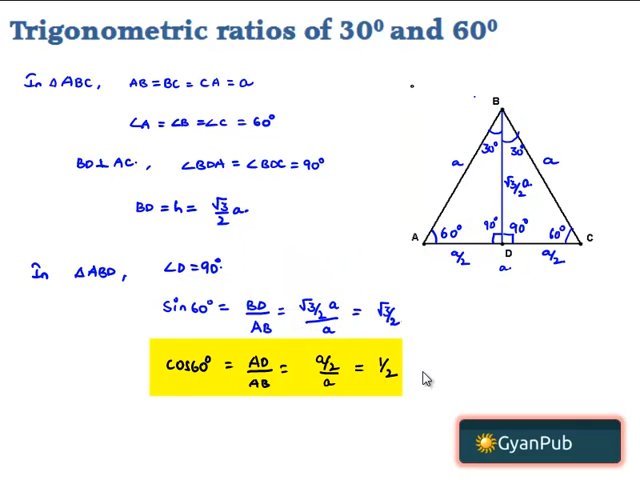 Trigonometric ratios of 30⁰ and 60⁰
In △ABC, AB = BC = CA = a
∠A = ∠B = ∠C = 60°
BD ⊥ AC. , ∠BDA = ∠BDC = 90°
BD = h = √3/2 a.
In △ABD, ∠D = 90°.
Sin 60° = BD/AB = (√3/2 a)/a = √3/2
cos 60° = AD/AB = (a/2)/a = 1/2
B
30° 30°
a a
√3/2 a.
90° 90°
A 60° 60° C
a/2 D a/2
a.
GyanPub